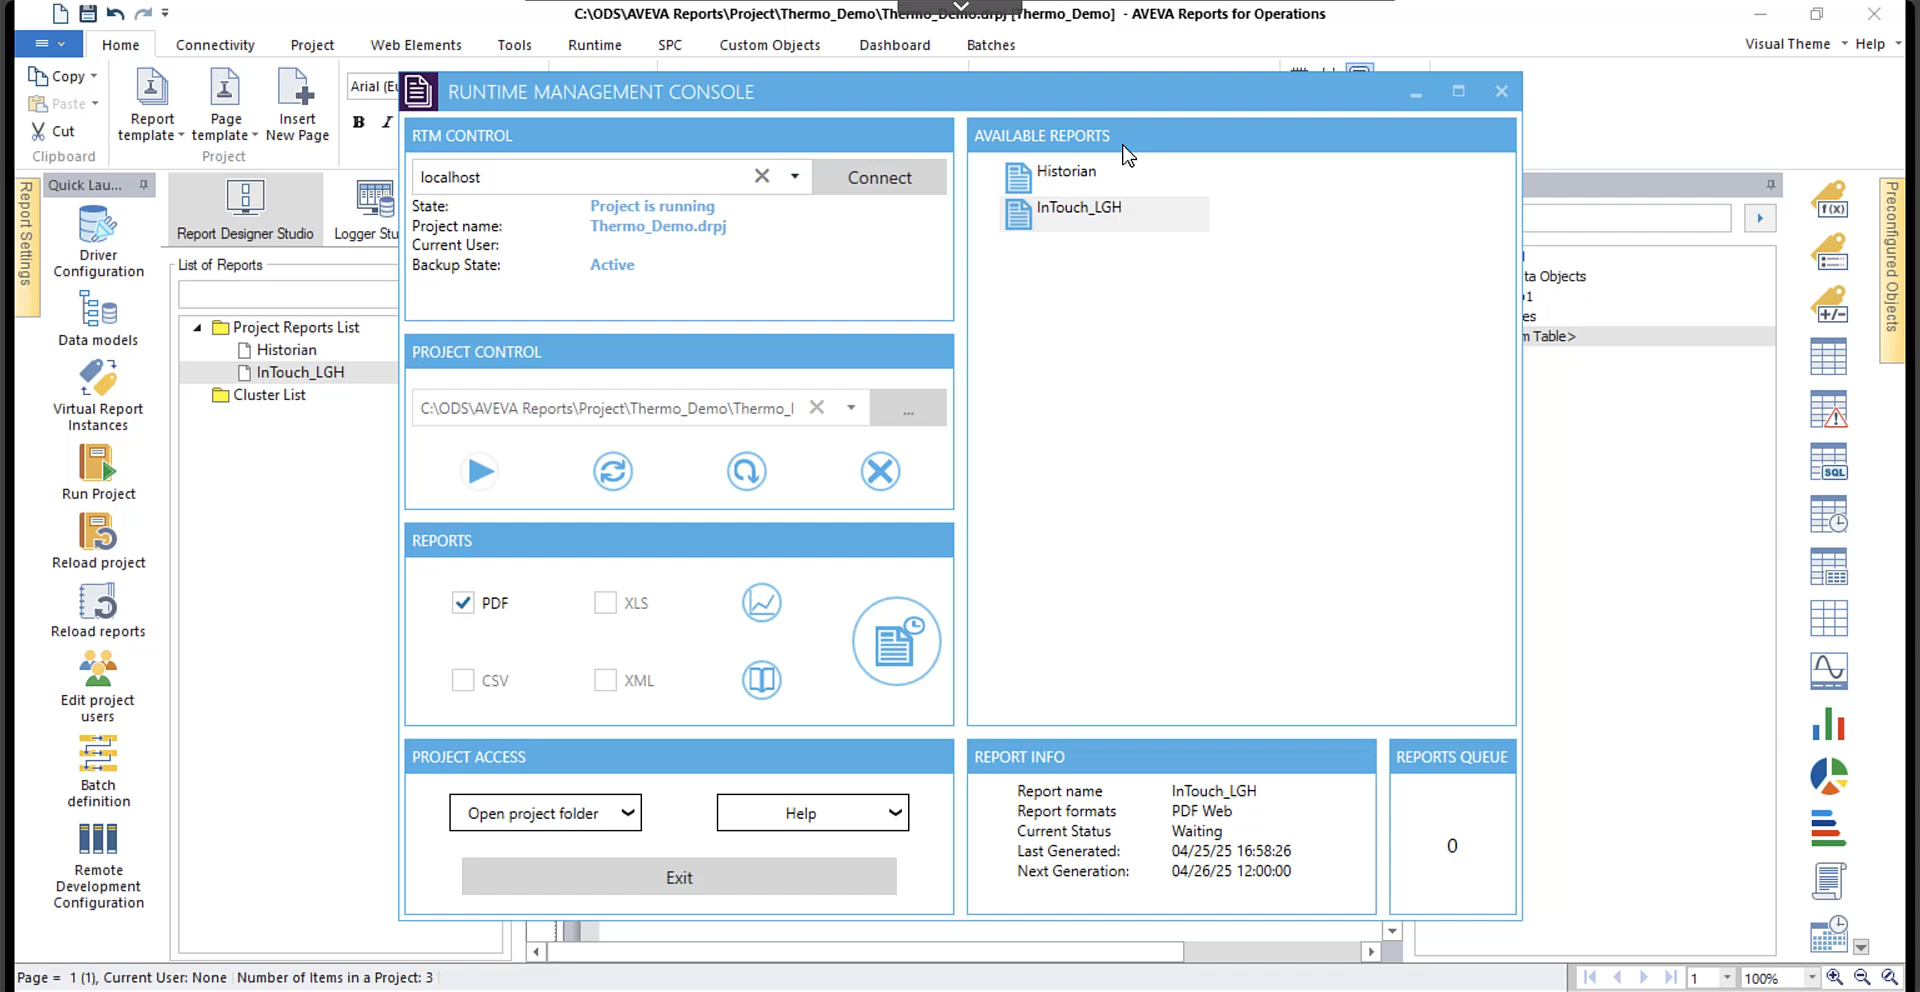 C:\ODS\AVEVA Reports\Project\Thermo_Demo\Thermo_Demo.drpj [Thermo_Demo] - AVEVA Reports for Operations
Home
Connectivity
Project
Web Elements
Tools
Runtime
SPC
Custom Objects
Dashboard
Batches
Visual Theme
Help
Copy
Paste
Cut
Clipboard
Report template
Page template
Insert New Page
Project
Arial (Eu
B I
Report Settings
Quick Lau...
Driver Configuration
Data models
Virtual Report Instances
Run Project
Reload project
Reload reports
Edit project users
Batch definition
Remote Development Configuration
Report Designer Studio
Logger Stu
List of Reports
Project Reports List
Historian
InTouch_LGH
Cluster List
RUNTIME MANAGEMENT CONSOLE
RTM CONTROL
localhost
Connect
State: Project is running
Project name: Thermo_Demo.drpj
Current User:
Backup State: Active
PROJECT CONTROL
C:\ODS\AVEVA Reports\Project\Thermo_Demo\Thermo_I
...
REPORTS
PDF
XLS
CSV
XML
PROJECT ACCESS
Open project folder
Help
Exit
AVAILABLE REPORTS
Historian
InTouch_LGH
REPORT INFO
Report name InTouch_LGH
Report formats PDF Web
Current Status Waiting
Last Generated: 04/25/25 16:58:26
Next Generation: 04/26/25 12:00:00
REPORTS QUEUE
0
ta Objects
1
es
m Table>
f(x)
+/-
SQL
Preconfigured Objects
Page = 1 (1), Current User: None
Number of Items in a Project: 3
1
100%